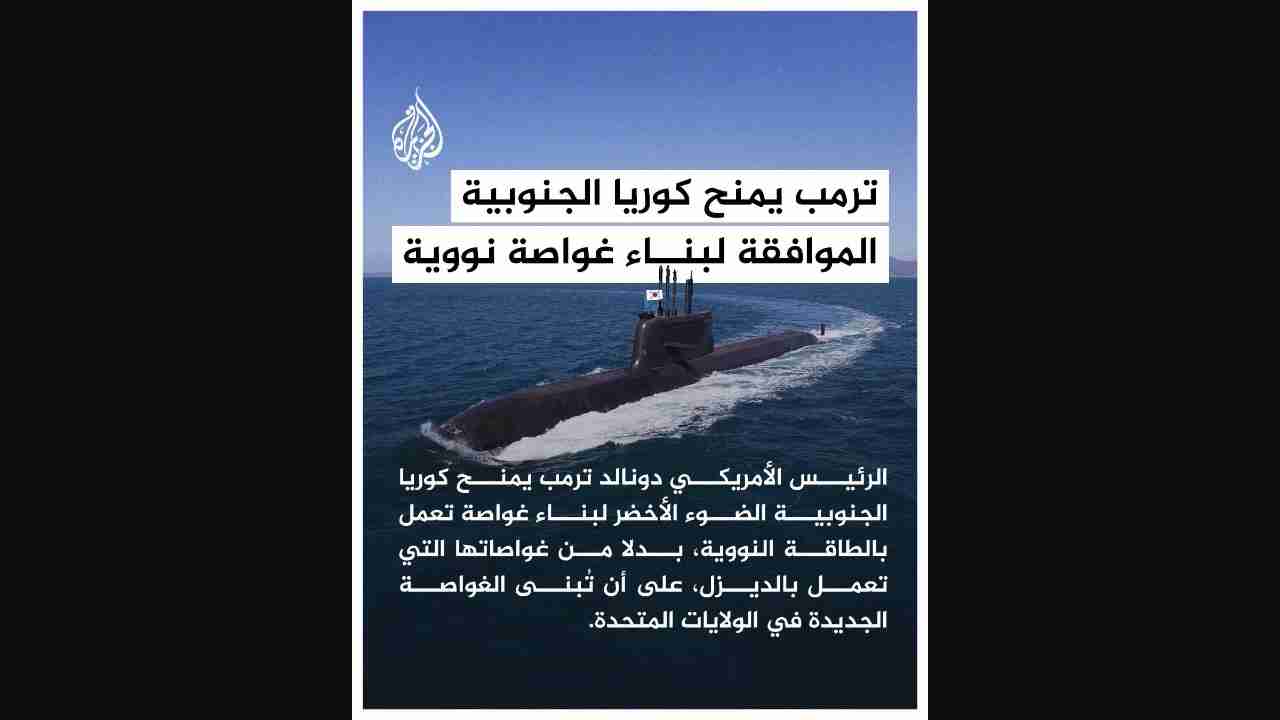 الجزيرة
ترمب يمنح كوريا الجنوبية
الموافقة لبنـــاء غواصة نووية
الرئيـــس الأمريكـــي دونالد ترمب يمنـــح كوريا
الجنوبيـــة الضـــوء الأخضر لبنـــاء غواصة تعمل
بالطاقـــة النووية، بـــدلا مـــن غواصاتها التي
تعمـــل بالديـــزل، على أن تُبنـــى الغواصـــة
الجديدة في الولايات المتحدة.